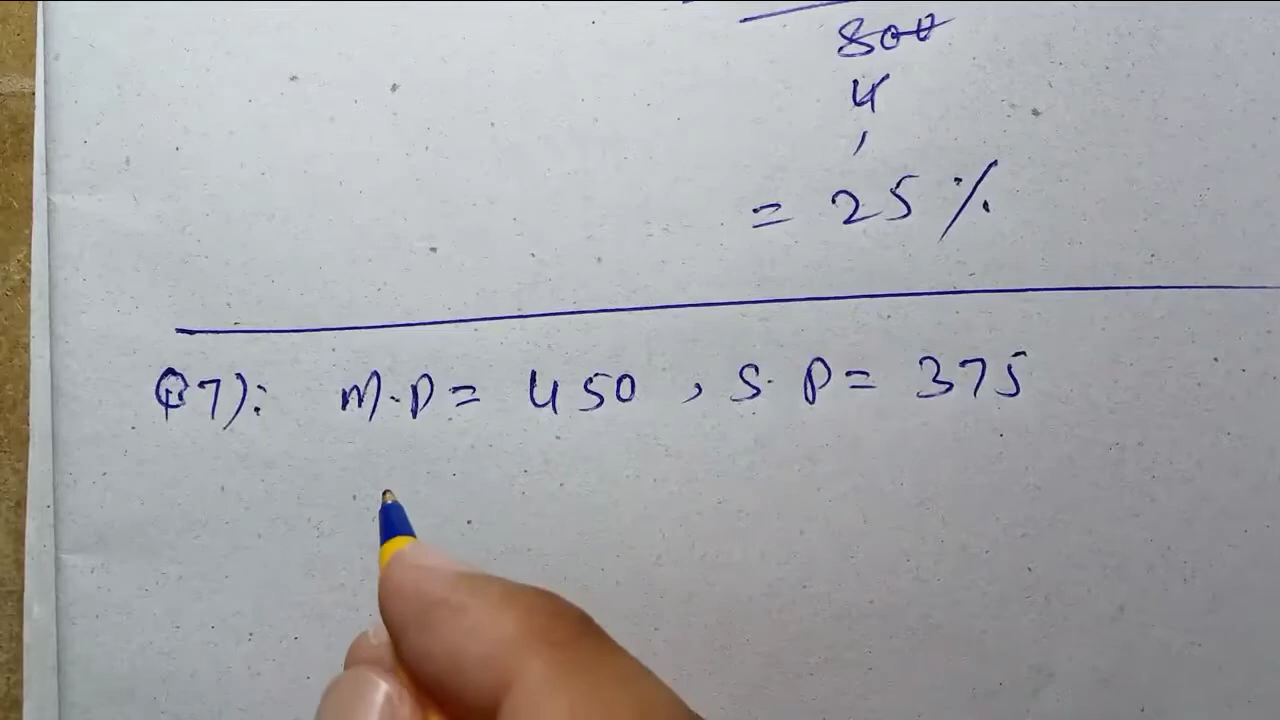 800
4
= 25 %
Q7): M.P = 450 , S.P = 375